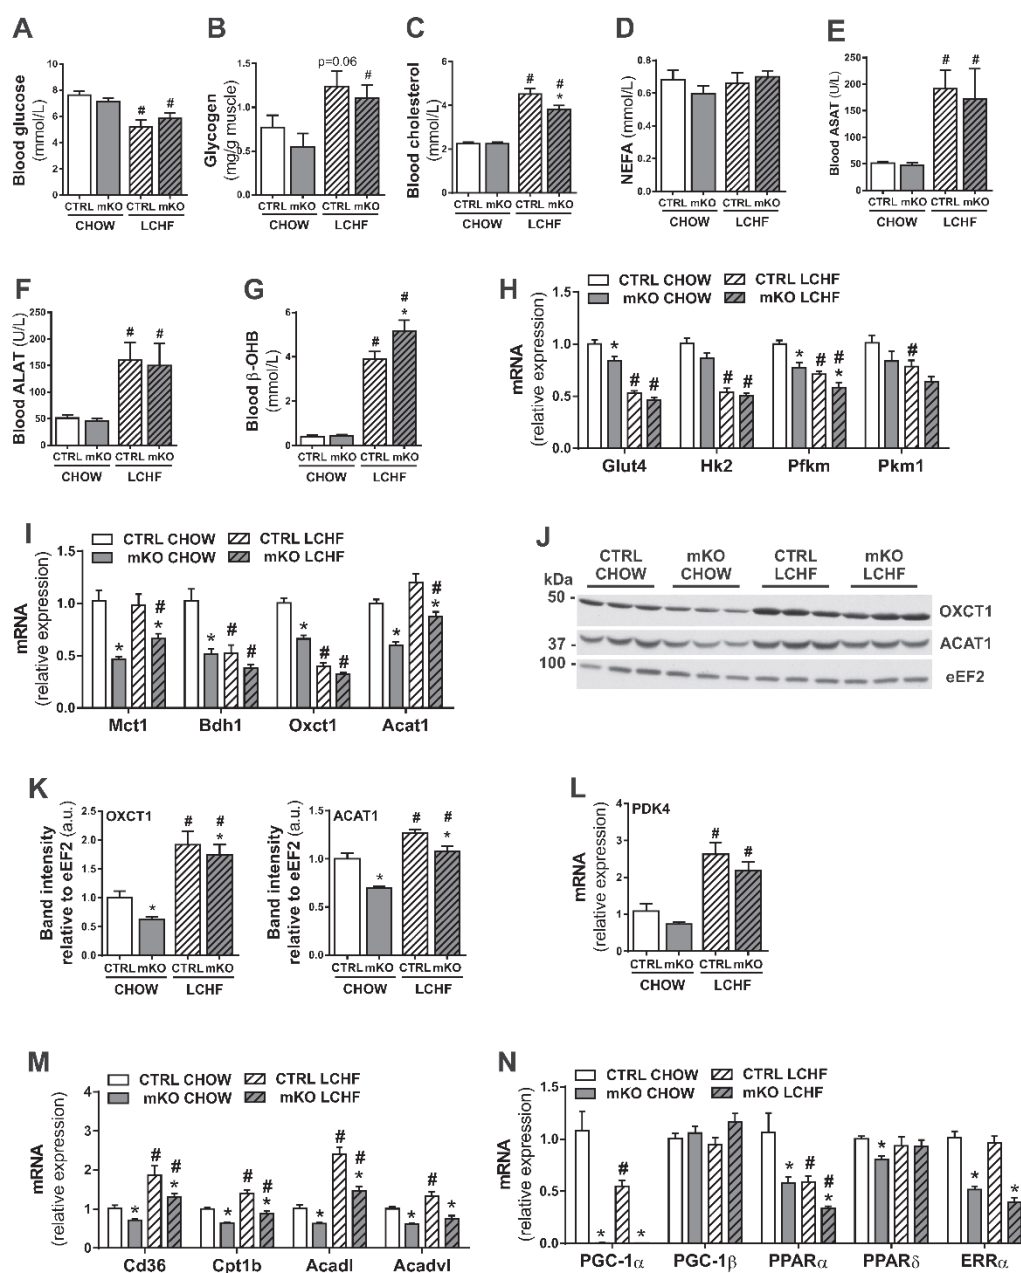 A
Blood glucose
(mmol/L)
10
8
6
4
2
0
# #
CTRL mKO CTRL mKO
CHOW LCHF
B
Glycogen
(mg/g muscle)
1.5
1.0
0.5
0.0
p=0.06 #
CTRL mKO CTRL mKO
CHOW LCHF
C
Blood cholesterol
(mmol/L)
6
4
2
0
# #
*
CTRL mKO CTRL mKO
CHOW LCHF
D
NEFA (mmol/L)
0.8
0.6
0.4
0.2
0.0
CTRL mKO CTRL mKO
CHOW LCHF
E
Blood ASAT (U/L)
250
200
150
100
50
0
# #
CTRL mKO CTRL mKO
CHOW LCHF
F
Blood ALAT (U/L)
250
200
150
100
50
0
# #
CTRL mKO CTRL mKO
CHOW LCHF
G
Blood β-OHB
(mmol/L)
6
4
2
0
#
# *
CTRL mKO CTRL mKO
CHOW LCHF
H
CTRL CHOW CTRL LCHF
mKO CHOW mKO LCHF
mRNA
(relative expression)
1.5
1.0
0.5
0.0
* # #
# #
* # # *
#
Glut4 Hk2 Pfkm Pkm1
I
CTRL CHOW CTRL LCHF
mKO CHOW mKO LCHF
mRNA
(relative expression)
1.5
1.0
0.5
0.0
* # *
* # #
* # #
* # *
Mct1 Bdh1 Oxct1 Acat1
J
CTRL mKO CTRL mKO
CHOW CHOW LCHF LCHF
kDa
50 - OXCT1
37 - ACAT1
100 - eEF2
K
OXCT1
Band intensity
relative to eEF2 (a.u.)
2.5
2.0
1.5
1.0
0.5
0.0
* # # *
CTRL mKO CTRL mKO
CHOW LCHF
ACAT1
Band intensity
relative to eEF2 (a.u.)
1.5
1.0
0.5
0.0
* # # *
CTRL mKO CTRL mKO
CHOW LCHF
L
PDK4
mRNA
(relative expression)
4
3
2
1
0
# #
CTRL mKO CTRL mKO
CHOW LCHF
M
CTRL CHOW CTRL LCHF
mKO CHOW mKO LCHF
mRNA
(relative expression)
4
3
2
1
0
* # # *
* # # *
* # # *
* # *
Cd36 Cpt1b Acadl Acadvl
N
CTRL CHOW CTRL LCHF
mKO CHOW mKO LCHF
mRNA
(relative expression)
1.5
1.0
0.5
0.0
* # *
* # # *
*
* *
PGC-1α PGC-1β PPARα PPARδ ERRα